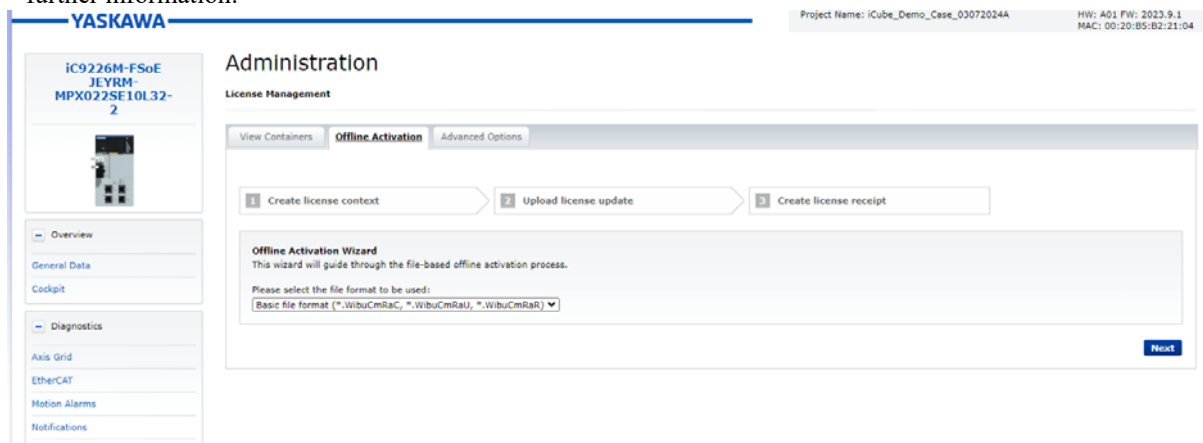 further information.
YASKAWA
Project Name: iCube_Demo_Case_03072024A
HW: A01 FW: 2023.9.1
MAC: 00:20:B5:B2:21:04
iC9226M-FSoE
JEYRM-
MPX022SE10L32-
2
Administration
License Management
View Containers
Offline Activation
Advanced Options
1 Create license context
2 Upload license update
3 Create license receipt
Offline Activation Wizard
This wizard will guide through the file-based offline activation process.
Please select the file format to be used:
Basic file format (*.WibuCmRaC, *.WibuCmRaU, *.WibuCmRaR)
Next
Overview
General Data
Cockpit
Diagnostics
Axis Grid
EtherCAT
Motion Alarms
Notifications